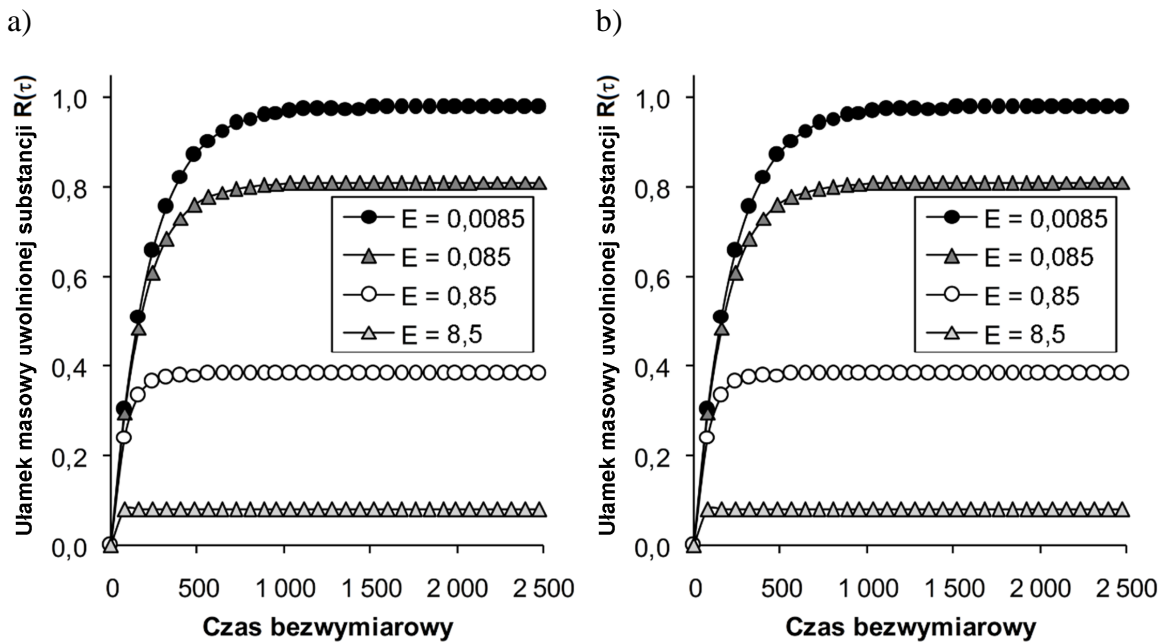 a)
Ułamek masowy uwolnionej substancji R(τ)
1,0
0,8
0,6
0,4
0,2
0,0
E = 0,0085
E = 0,085
E = 0,85
E = 8,5
0 500 1 000 1 500 2 000 2 500
Czas bezwymiarowy
b)
Ułamek masowy uwolnionej substancji R(τ)
1,0
0,8
0,6
0,4
0,2
0,0
E = 0,0085
E = 0,085
E = 0,85
E = 8,5
0 500 1 000 1 500 2 000 2 500
Czas bezwymiarowy